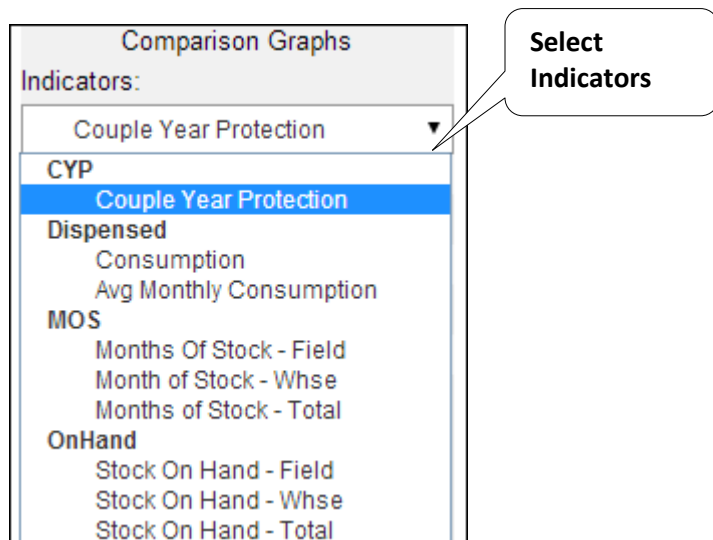 Comparison Graphs
Select
Indicators
Indicators:
Couple Year Protection
CYP
Couple Year Protection
Dispensed
Consumption
Avg Monthly Consumption
MOS
Months Of Stock - Field
Month of Stock - Whse
Months of Stock - Total
OnHand
Stock On Hand - Field
Stock On Hand - Whse
Stock On Hand - Total